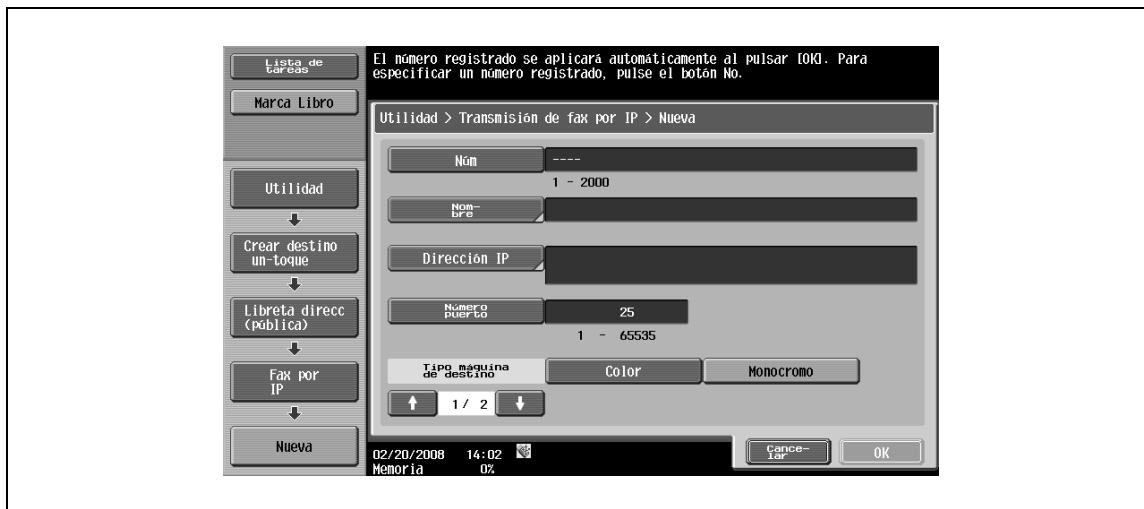 Lista de
tareas
El número registrado se aplicará automáticamente al pulsar [OK]. Para
especificar un número registrado, pulse el botón No.
Marca Libro
Utilidad > Transmisión de fax por IP > Nueva
Núm
----
1 - 2000
Utilidad
Nom-
bre
Crear destino
un-toque
Dirección IP
Libreta direcc
(pública)
Número
puerto
25
1 - 65535
Fax por
IP
Tipo máquina
de destino
Color
Monocromo
1/ 2
Nueva
Cance-
lar
OK
02/20/2008 14:02
Memoria 0%